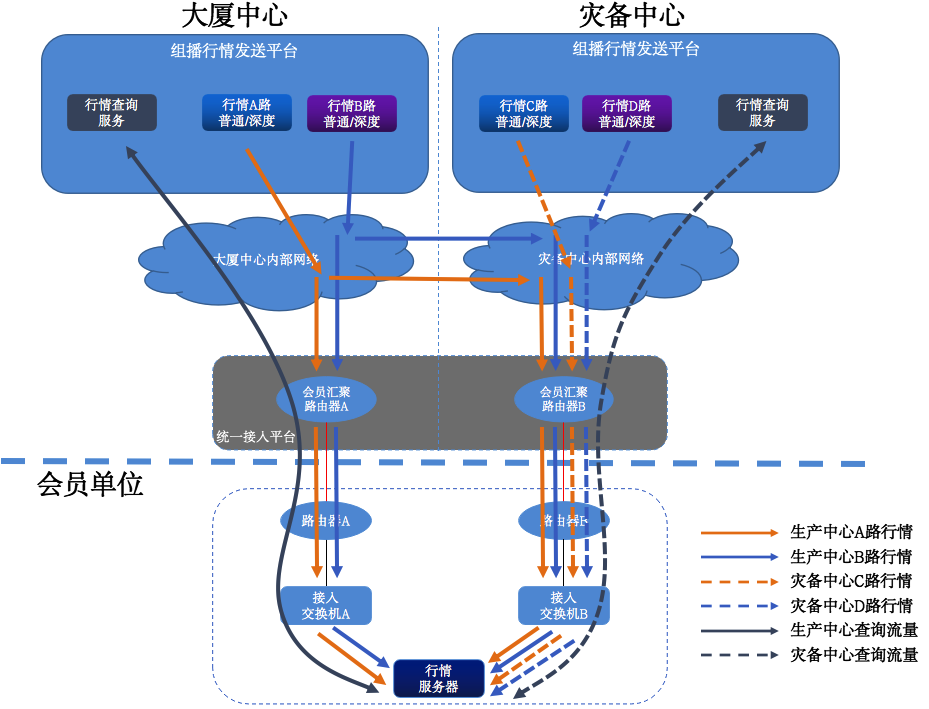 大厦中心
灾备中心
组播行情发送平台
组播行情发送平台
行情查询
服务
行情A路
普通/深度
行情B路
普通/深度
行情C路
普通/深度
行情D路
普通/深度
行情查询
服务
大厦中心内部网络
灾备中心内部网络
会员汇聚
路由器A
会员汇聚
路由器B
统一接入平台
会员单位
路由器A
路由器B
接入
交换机A
接入
交换机B
行情
服务器
生产中心A路行情
生产中心B路行情
灾备中心C路行情
灾备中心D路行情
生产中心查询流量
灾备中心查询流量